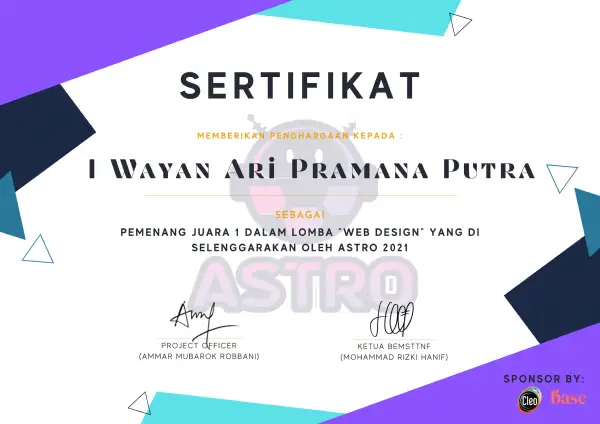 SERTIFIKAT
MEMBERIKAN PENGHARGAAN KEPADA :
I Wayan Ari Pramana Putra
SEBAGAI
PEMENANG JUARA 1 DALAM LOMBA "WEB DESIGN" YANG DI
SELENGGARAKAN OLEH ASTRO 2021
ASTRO
PROJECT OFFICER
(AMMAR MUBAROK ROBBANI)
KETUA BEMSTTNF
(MOHAMMAD RIZKI HANIF)
SPONSOR BY:
Cleo
Base